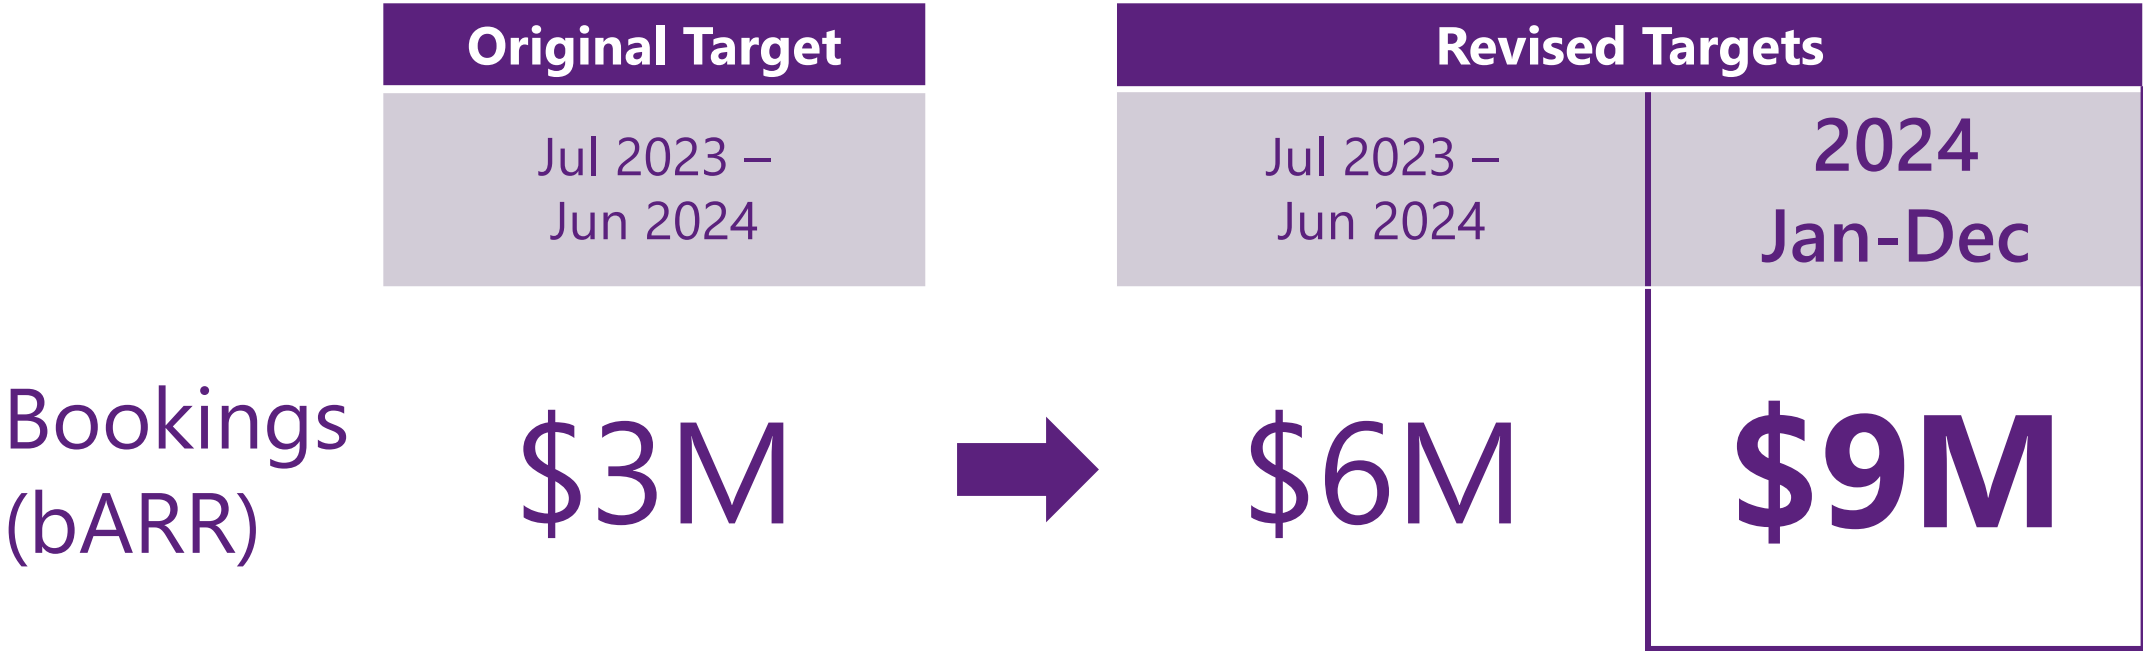 Original Target
Revised Targets
Jul 2023 –
Jun 2024
Jul 2023 –
Jun 2024
2024
Jan-Dec
Bookings
(bARR)
$3M
$6M
$9M